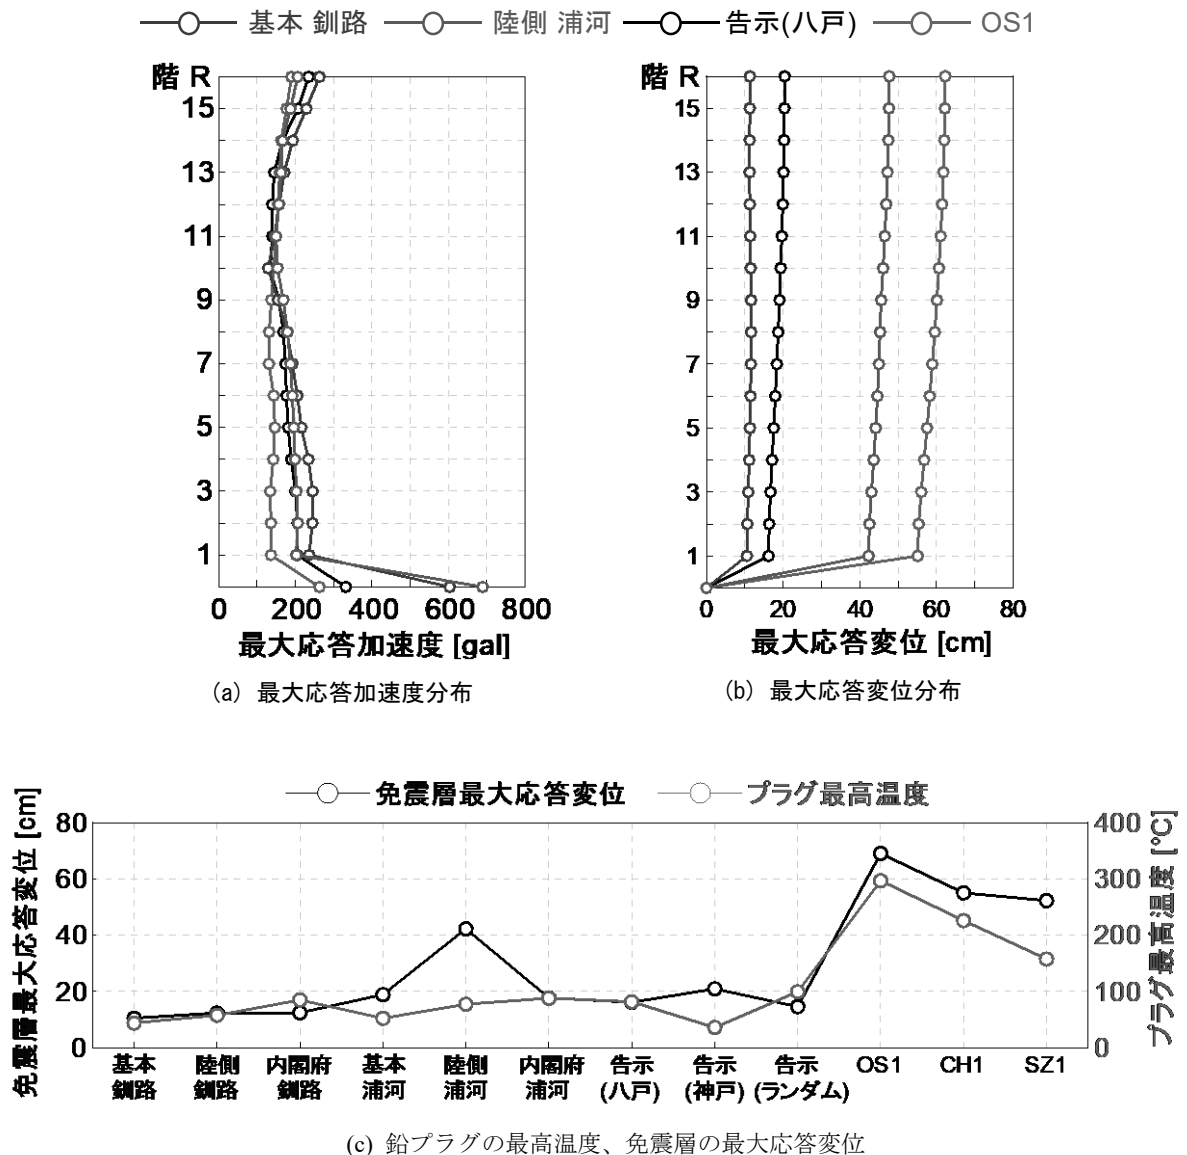 基本 釧路 陸側 浦河 告示(八戸) OS1
階 R 階 R
15 15
13 13
11 11
9 9
7 7
5 5
3 3
1 1
0 200 400 600 800 0 20 40 60 80
最大応答加速度 [gal] 最大応答変位 [cm]
(a) 最大応答加速度分布 (b) 最大応答変位分布
免震層最大応答変位 プラグ最高温度
免震層最大応答変位 [cm]
80 400
60 300
40 200
20 100
0 0
プラグ最高温度 [°C]
基本 陸側 内閣府 基本 陸側 内閣府 告示 告示 告示 OS1 CH1 SZ1
釧路 釧路 釧路 浦河 浦河 浦河 (八戸) (神戸) (ランダム)
(c) 鉛プラグの最高温度、免震層の最大応答変位